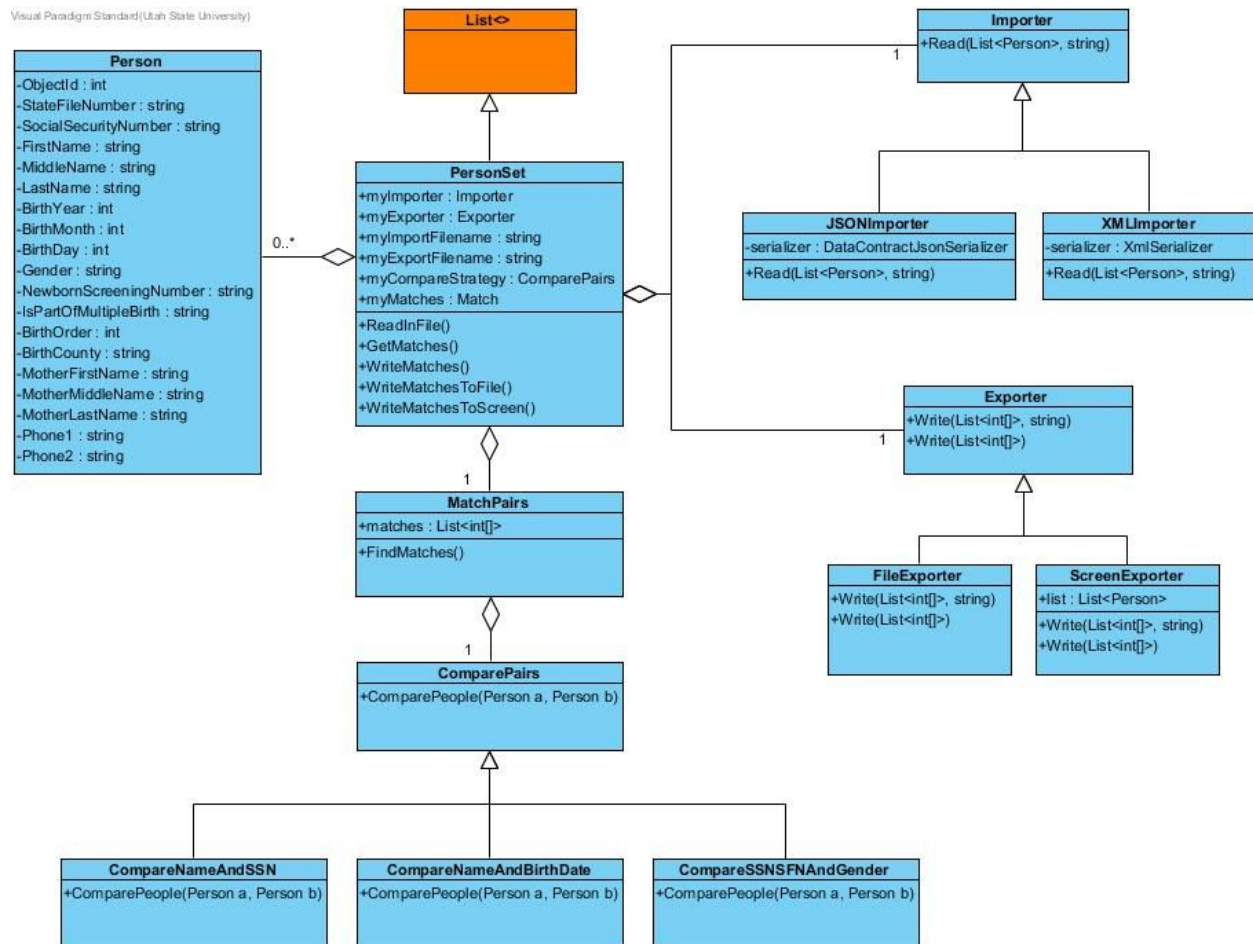 Visual Paradigm Standard(Utah State University)
List<>
Importer
+Read(List<Person>, string)
1
Person
-ObjectId : int
-StateFileNumber : string
-SocialSecurityNumber : string
-FirstName : string
-MiddleName : string
-LastName : string
-BirthYear : int
-BirthMonth : int
-BirthDay : int
-Gender : string
-NewbornScreeningNumber : string
-IsPartOfMultipleBirth : string
-BirthOrder : int
-BirthCounty : string
-MotherFirstName : string
-MotherMiddleName : string
-MotherLastName : string
-Phone1 : string
-Phone2 : string
0..*
PersonSet
+myImporter : Importer
+myExporter : Exporter
+myImportFilename : string
+myExportFilename : string
+myCompareStrategy : ComparePairs
+myMatches : Match
+ReadInFile()
+GetMatches()
+WriteMatches()
+WriteMatchesToFile()
+WriteMatchesToScreen()
JSONImporter
-serializer : DataContractJsonSerializer
+Read(List<Person>, string)
XMLImporter
-serializer : XmlSerializer
+Read(List<Person>, string)
1
Exporter
+Write(List<int[]>, string)
+Write(List<int[]>)
1
MatchPairs
+matches : List<int[]>
+FindMatches()
FileExporter
+Write(List<int[]>, string)
+Write(List<int[]>)
ScreenExporter
+list : List<Person>
+Write(List<int[]>, string)
+Write(List<int[]>)
1
ComparePairs
+ComparePeople(Person a, Person b)
CompareNameAndSSN
+ComparePeople(Person a, Person b)
CompareNameAndBirthDate
+ComparePeople(Person a, Person b)
CompareSSNSFNAndGender
+ComparePeople(Person a, Person b)